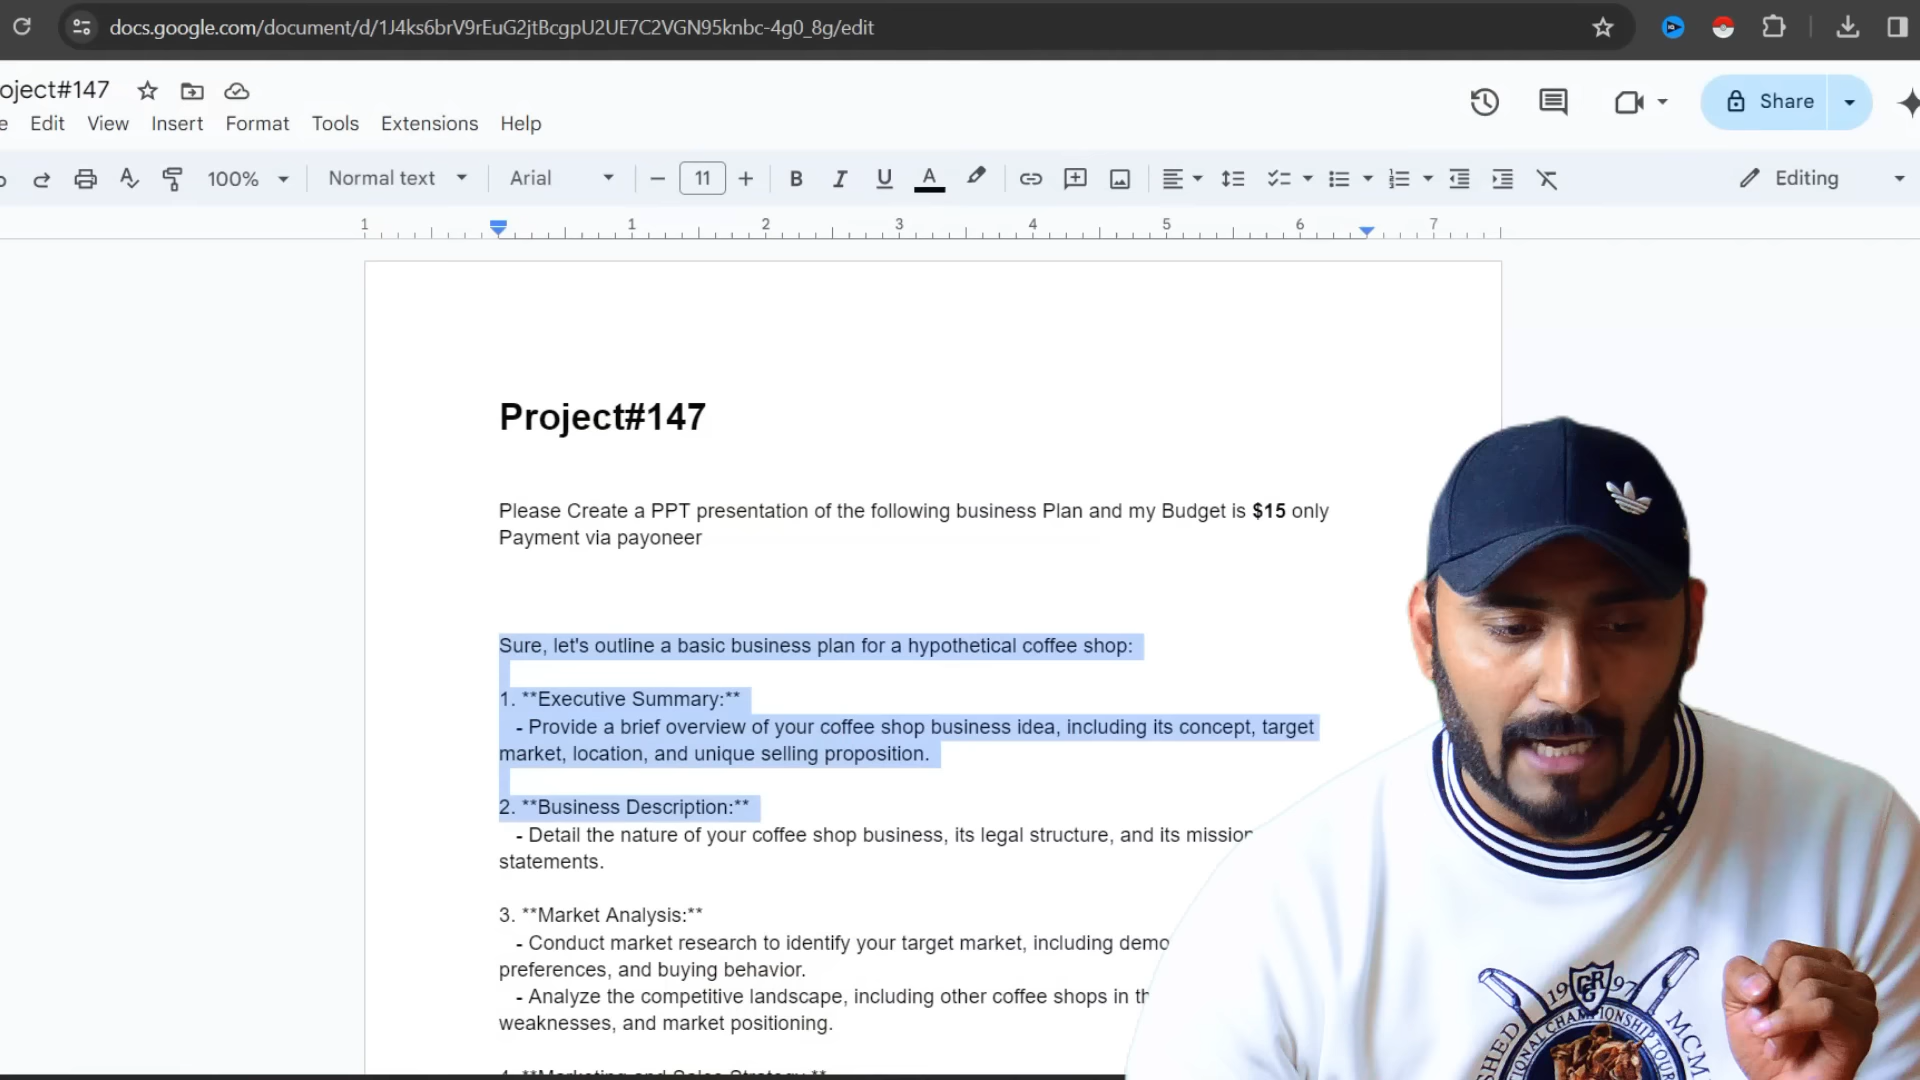 docs.google.com/document/d/1J4ks6brV9rEuG2jtBcgpU2UE7C2VGN95knbc-4g0_8g/edit
oject#147
e Edit View Insert Format Tools Extensions Help
Share
100% Normal text Arial 11 B I U A Editing
1 1 2 3 4 5 6 7
Project#147
Please Create a PPT presentation of the following business Plan and my Budget is $15 only
Payment via payoneer
Sure, let's outline a basic business plan for a hypothetical coffee shop:
1. **Executive Summary:**
- Provide a brief overview of your coffee shop business idea, including its concept, target
market, location, and unique selling proposition.
2. **Business Description:**
- Detail the nature of your coffee shop business, its legal structure, and its mission
statements.
3. **Market Analysis:**
- Conduct market research to identify your target market, including demo
preferences, and buying behavior.
- Analyze the competitive landscape, including other coffee shops in th
weaknesses, and market positioning.
4. **Marketing and Sales Strategy:**
19 97
CHAMPIONSHIP TOUR
SHED
MCM